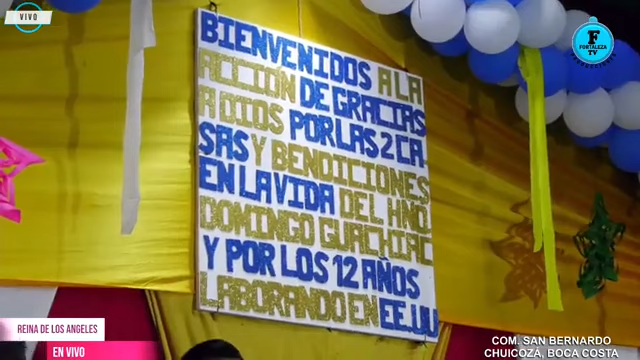 VIVO
F
FORTALEZA
TV
BIENVENIDOS A LA
ACCIÓN DE GRACIAS
A DIOS POR LAS 2 CA-
SAS Y BENDICIONES
EN LA VIDA DEL HNO.
DOMINGO GUACHIAC
Y POR LOS 12 AÑOS
LABORANDO EN EE.UU
REINA DE LOS ANGELES
EN VIVO
COM. SAN BERNARDO
CHUICOZÁ, BOCA COSTA